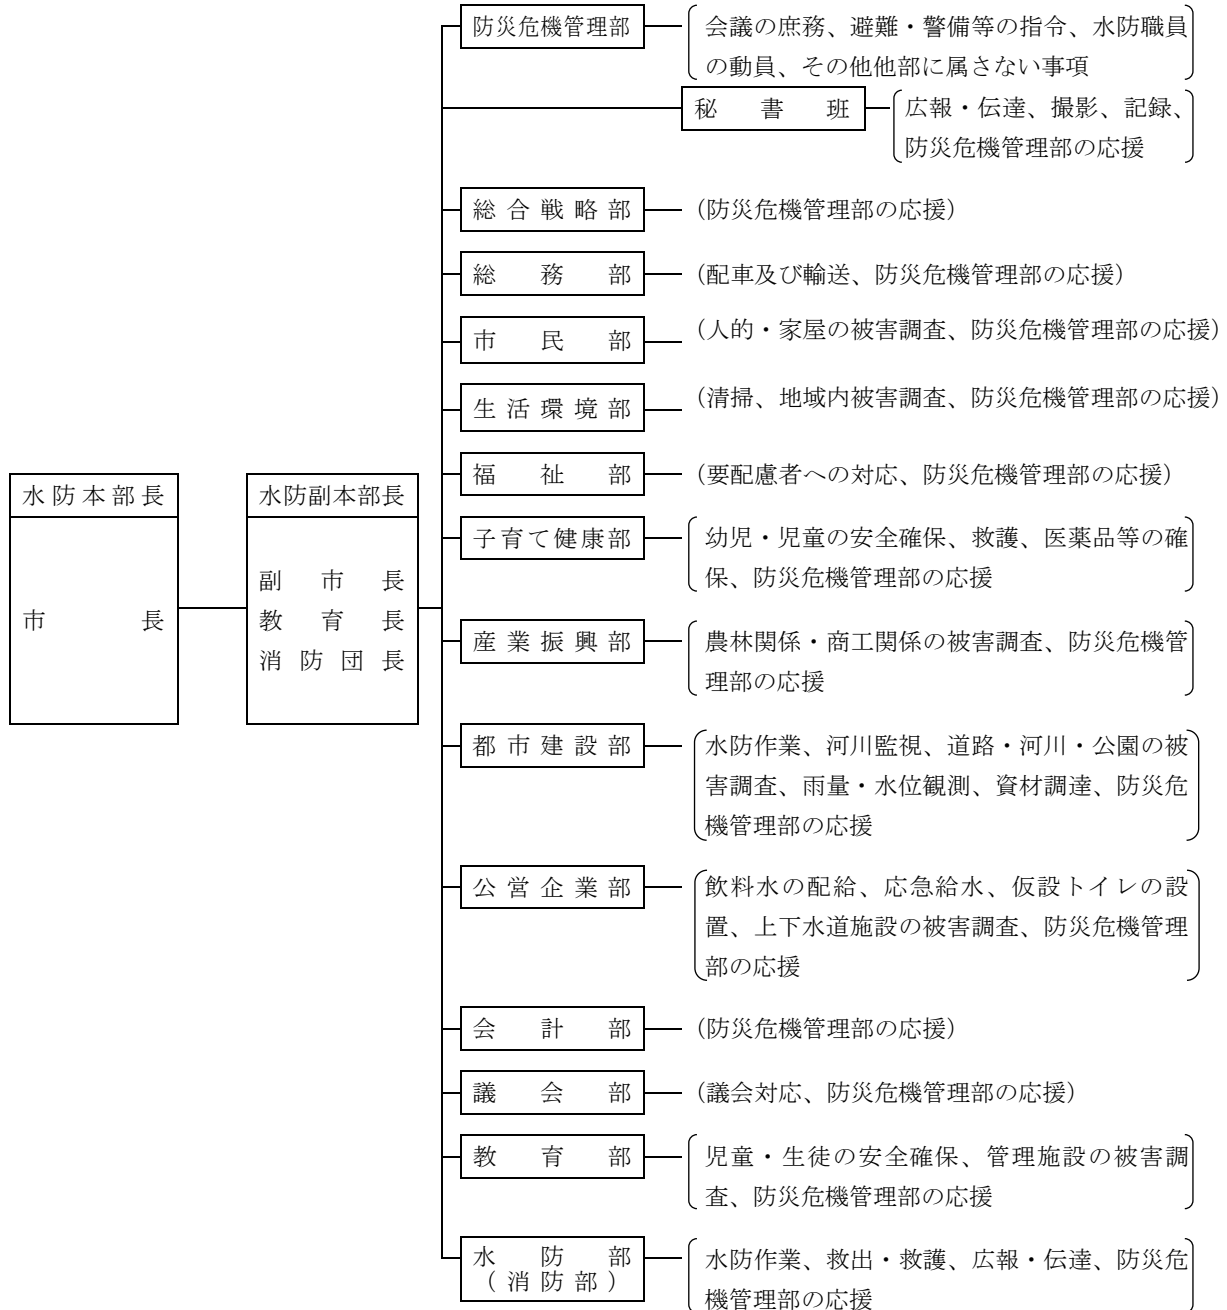 防災危機管理部
会議の庶務、避難・警備等の指令、水防職員
の動員、その他他部に属さない事項
秘書班
広報・伝達、撮影、記録、
防災危機管理部の応援
総合戦略部
(防災危機管理部の応援)
総務部
(配車及び輸送、防災危機管理部の応援)
市民部
(人的・家屋の被害調査、防災危機管理部の応援)
生活環境部
(清掃、地域内被害調査、防災危機管理部の応援)
福祉部
(要配慮者への対応、防災危機管理部の応援)
水防本部長
市長
水防副本部長
副市長
教育長
消防団長
子育て健康部
幼児・児童の安全確保、救護、医薬品等の確
保、防災危機管理部の応援
産業振興部
農林関係・商工関係の被害調査、防災危機管
理部の応援
都市建設部
水防作業、河川監視、道路・河川・公園の被
害調査、雨量・水位観測、資材調達、防災危
機管理部の応援
公営企業部
飲料水の配給、応急給水、仮設トイレの設
置、上下水道施設の被害調査、防災危機管理
部の応援
会計部
(防災危機管理部の応援)
議会部
(議会対応、防災危機管理部の応援)
教育部
児童・生徒の安全確保、管理施設の被害調
査、防災危機管理部の応援
水防部
(消防部)
水防作業、救出・救護、広報・伝達、防災危
機管理部の応援